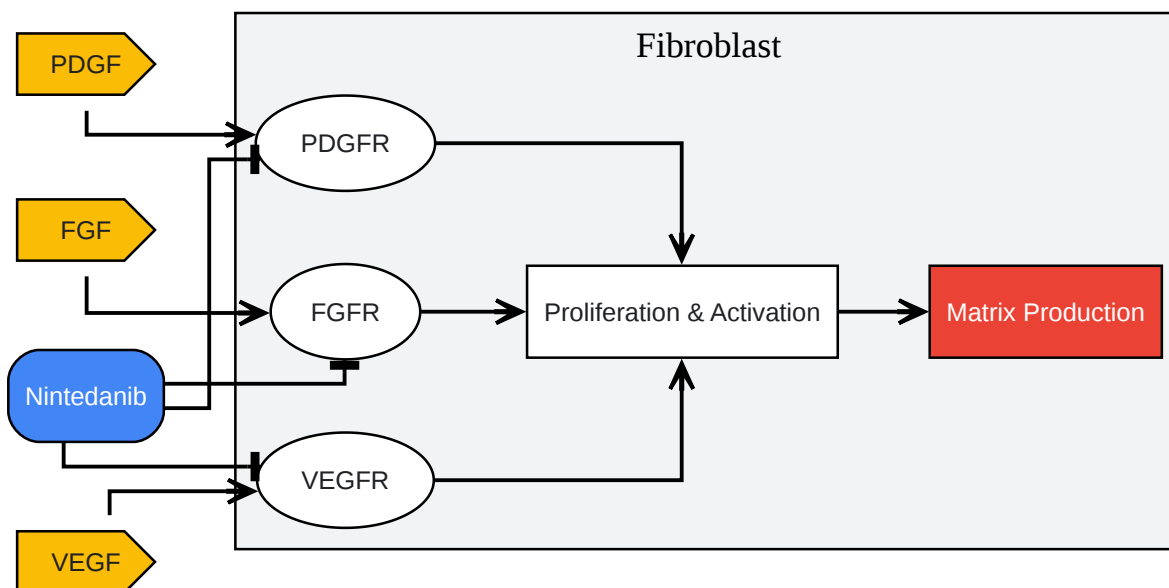 Fibroblast
PDGF
PDGFR
FGF
FGFR
Proliferation & Activation
Matrix Production
Nintedanib
VEGFR
VEGF